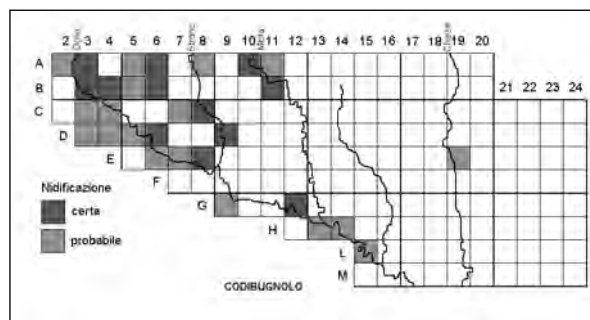 2 3 4 5 6 7 8 9 10 11 12 13 14 15 16 17 18 19 20
A
B
21 22 23 24
C
D
E
F
Nidificazione
certa
G
probabile
H
L
M
CODIBUGNOLO